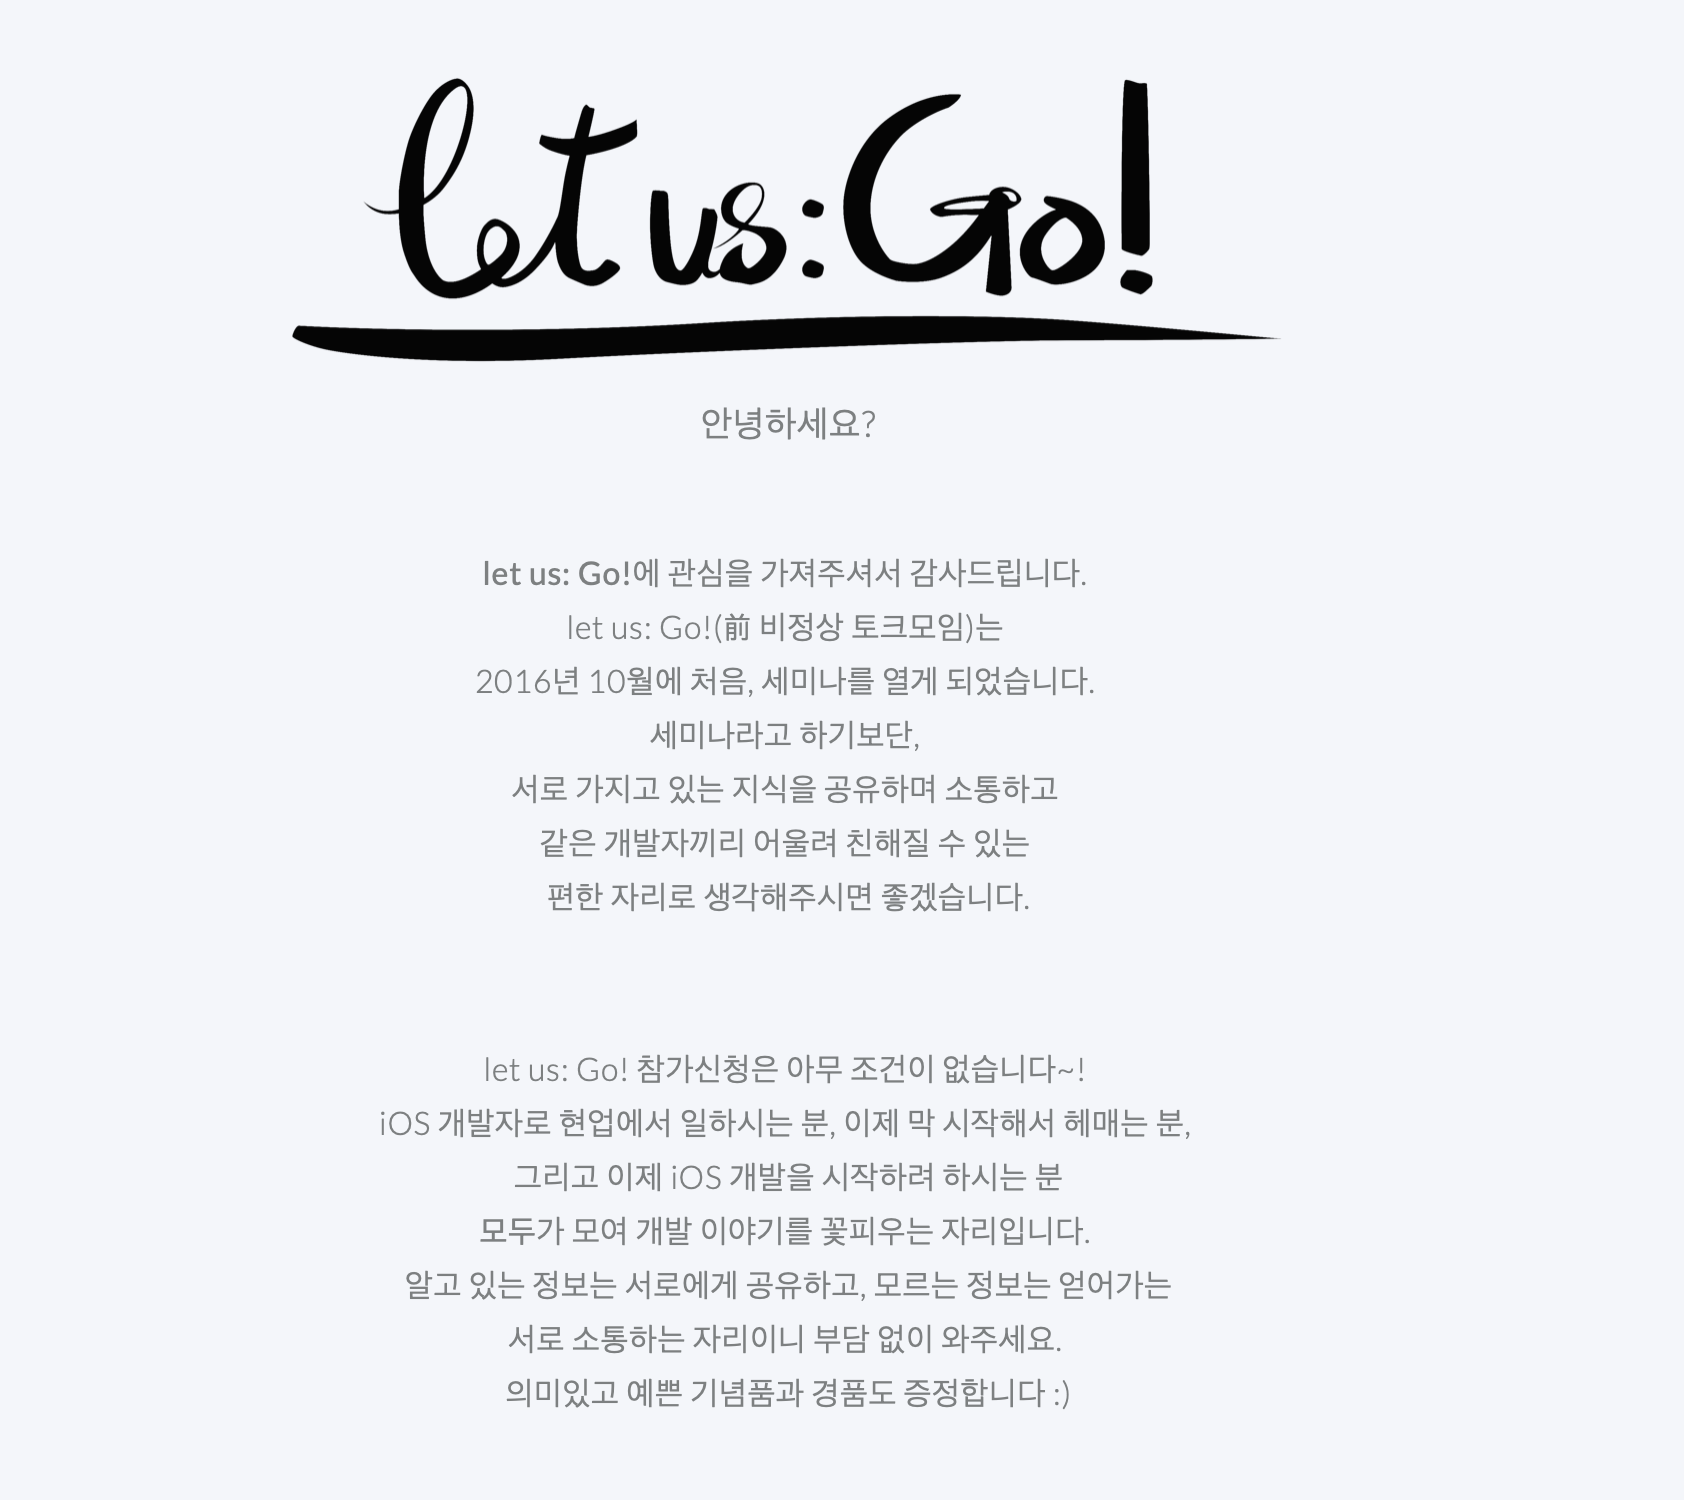 let us: Go!
안녕하세요?
let us: Go!에 관심을 가져주셔서 감사드립니다.
let us: Go!(前 비정상 토크모임)는
2016년 10월에 처음, 세미나를 열게 되었습니다.
세미나라고 하기보단,
서로 가지고 있는 지식을 공유하며 소통하고
같은 개발자끼리 어울려 친해질 수 있는
편한 자리로 생각해주시면 좋겠습니다.
let us: Go! 참가신청은 아무 조건이 없습니다~!
iOS 개발자로 현업에서 일하시는 분, 이제 막 시작해서 헤매는 분,
그리고 이제 iOS 개발을 시작하려 하시는 분
모두가 모여 개발 이야기를 꽃피우는 자리입니다.
알고 있는 정보는 서로에게 공유하고, 모르는 정보는 얻어가는
서로 소통하는 자리이니 부담 없이 와주세요.
의미있고 예쁜 기념품과 경품도 증정합니다 :)